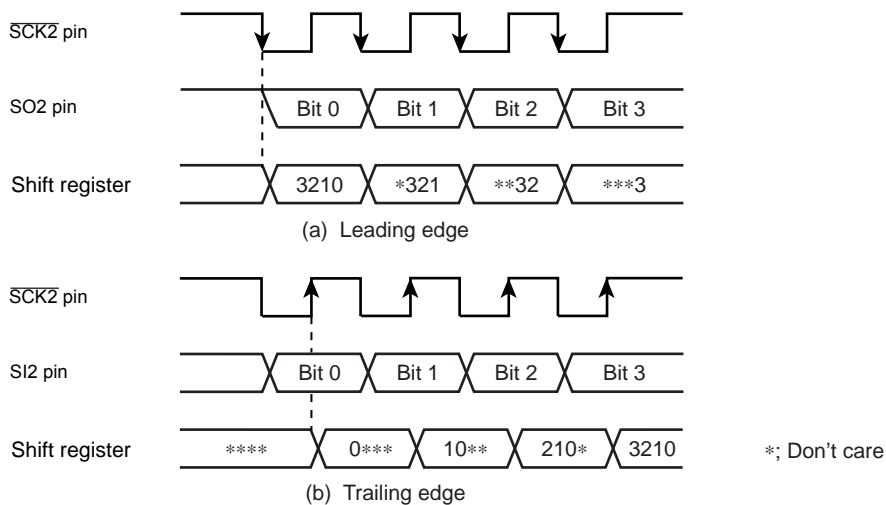 SCK2 pin
SO2 pin Bit 0 Bit 1 Bit 2 Bit 3
Shift register 3210 *321 **32 ***3
(a) Leading edge
SCK2 pin
SI2 pin Bit 0 Bit 1 Bit 2 Bit 3
Shift register **** 0*** 10** 210* 3210 *; Don't care
(b) Trailing edge